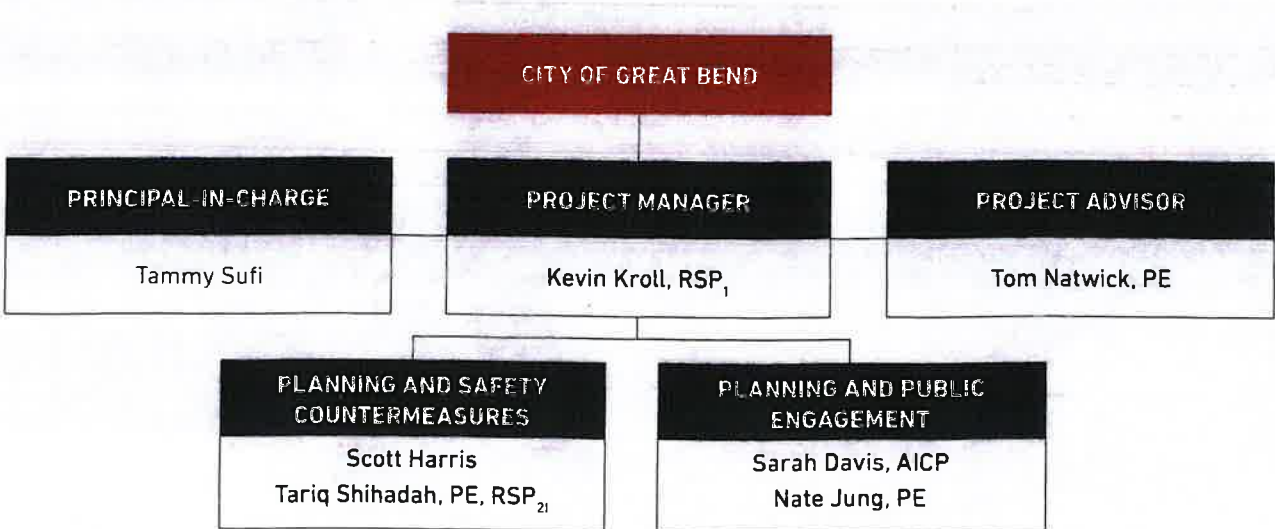 CITY OF GREAT BEND
PRINCIPAL-IN-CHARGE
Tammy Sufi
PROJECT MANAGER
Kevin Kroll, RSP₁
PROJECT ADVISOR
Tom Natwick, PE
PLANNING AND SAFETY
COUNTERMEASURES
Scott Harris
Tariq Shihadah, PE, RSP₂₁
PLANNING AND PUBLIC
ENGAGEMENT
Sarah Davis, AICP
Nate Jung, PE